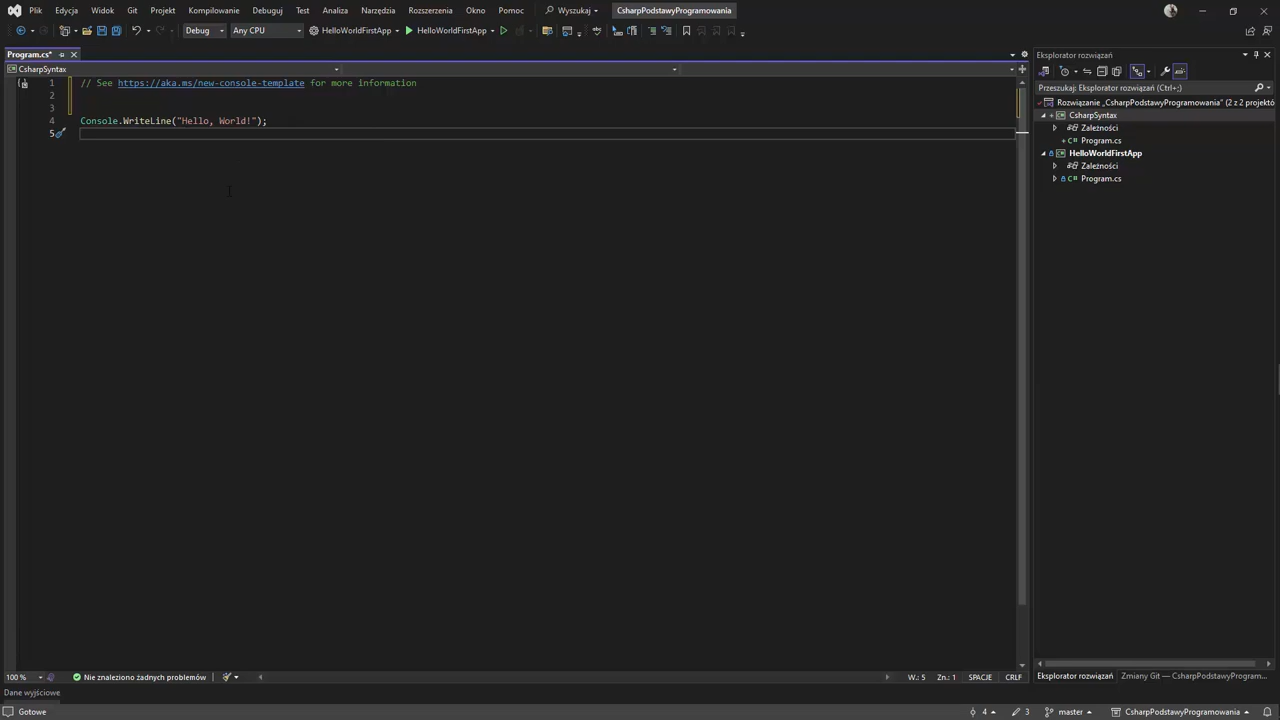 Plik Edycja Widok Git Projekt Kompilowanie Debuguj Test Analiza Narzędzia Rozszerzenia Okno Pomoc Wyszukaj CsharpPodstawyProgramowania
Debug Any CPU HelloWorldFirstApp HelloWorldFirstApp
Program.cs*
Eksplorator rozwiązań
CsharpSyntax
Przeszukaj: Eksplorator rozwiązań (Ctrl+;)
1 // See https://aka.ms/new-console-template for more information
2
3
4 Console.WriteLine("Hello, World!");
5
Rozwiązanie „CsharpPodstawyProgramowania" (2 z 2 projektó
CsharpSyntax
Zależności
C# Program.cs
HelloWorldFirstApp
Zależności
C# Program.cs
100 % Nie znaleziono żadnych problemów W.: 5 Zn.: 1 SPACJE CRLF
Eksplorator rozwiązań Zmiany Git — CsharpPodstawyProgram...
Dane wyjściowe
Gotowe 4 3 master CsharpPodstawyProgramowania